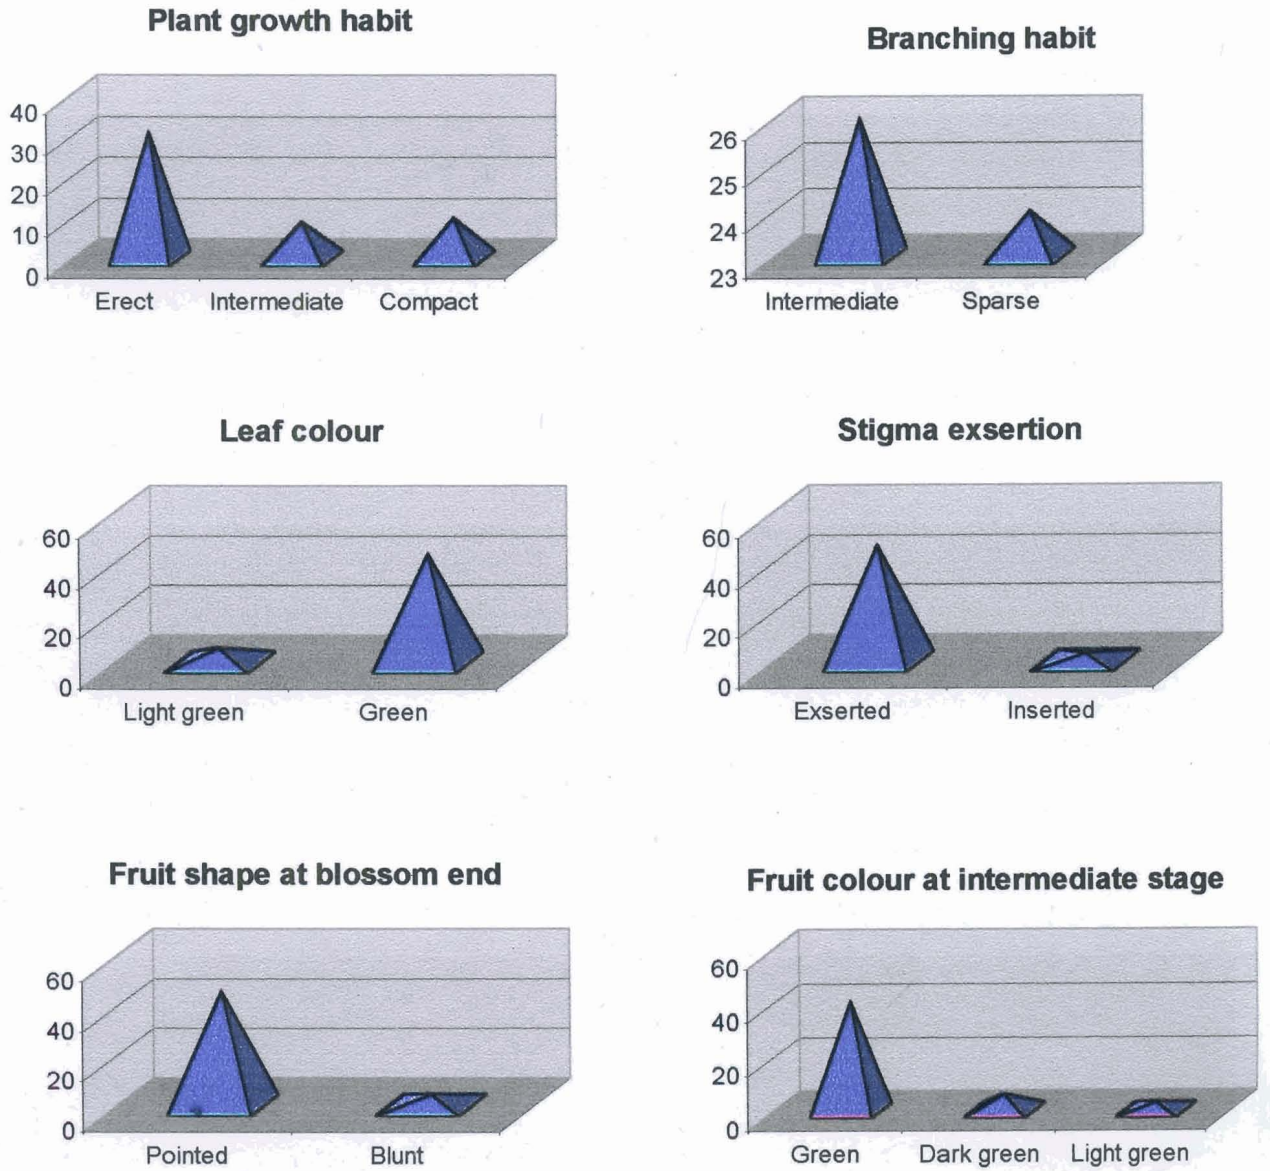 Plant growth habit
40
30
20
10
0
Erect Intermediate Compact
Branching habit
26
25
24
23
Intermediate Sparse
Leaf colour
60
40
20
0
Light green Green
Stigma exsertion
60
40
20
0
Exserted Inserted
Fruit shape at blossom end
60
40
20
0
Pointed Blunt
Fruit colour at intermediate stage
60
40
20
0
Green Dark green Light green